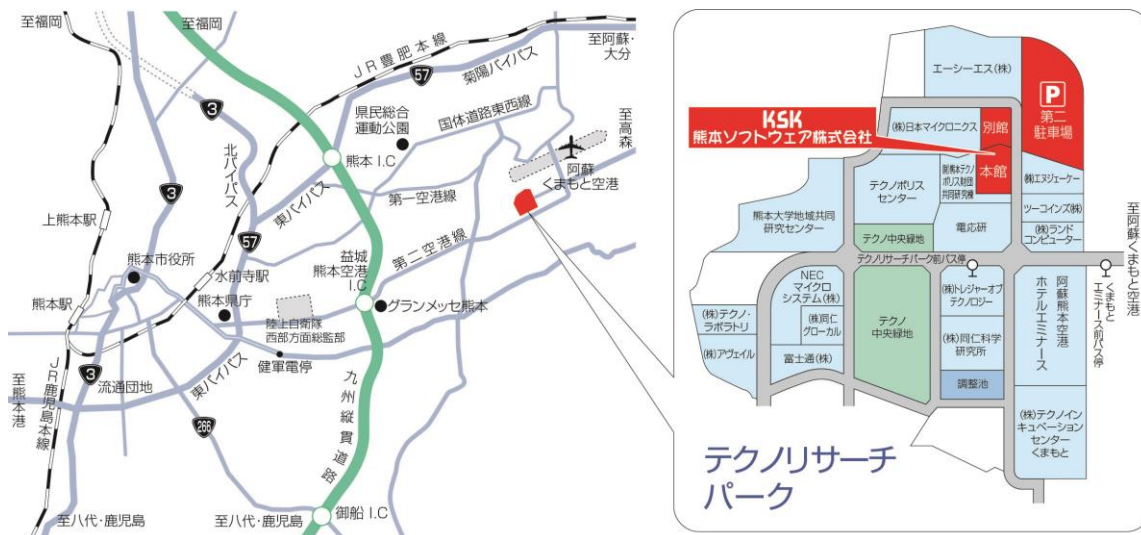 至福岡
至福岡
JR豊肥本線
57
菊陽バイパス
至阿蘇・
大分
3
北バイパス
県民総合
運動公園
国体道路東西線
至高森
熊本 I.C
阿蘇
くまもと空港
3
東バイパス
第一空港線
上熊本駅
57
第二空港線
熊本市役所
水前寺駅
益城
熊本空港
I.C
グランメッセ熊本
熊本駅
熊本県庁
陸上自衛隊
西部方面総監部
健軍電停
3
流通団地
東バイパス
至熊本港
JR鹿児島本線
266
九州縦貫道路
至八代・鹿児島
至八代・鹿児島
御船 I.C
エーシーエス(株)
P
第二
駐車場
KSK
熊本ソフトウェア株式会社
(株)日本マイクロニクス
別館
本館
テクノポリス
センター
共同研究棟
(株)エヌジェーケー
ツーコインズ(株)
(株)ランド
コンピューター
熊本大学地域共同
研究センター
電応研
テクノ中央緑地
テクノリサーチパーク前バス停
至阿蘇くまもと空港
くまもと
エミナース前バス停
NEC
マイクロ
システム(株)
(株)トレジャーオブ
テクノロジー
阿蘇熊本空港
ホテルエミナース
(株)テクノ・
ラボラトリ
(株)同仁
グローカル
テクノ
中央緑地
(株)同仁科学
研究所
(株)アヴェイル
富士通(株)
調整池
(株)テクノイン
キュベーション
センター
くまもと
テクノリサーチ
パーク